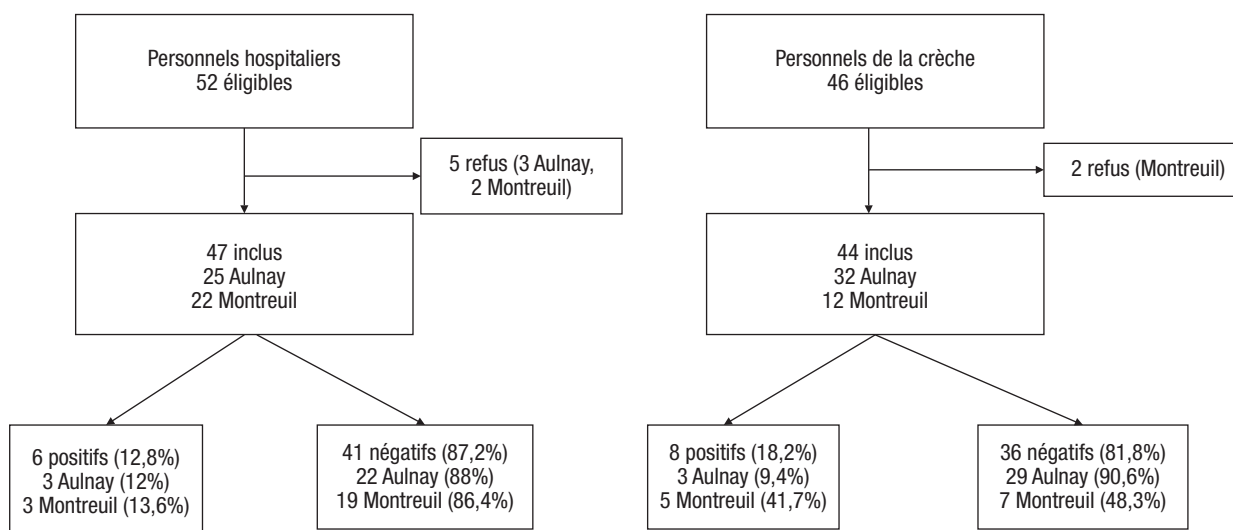 Personnels hospitaliers
52 éligibles
5 refus (3 Aulnay,
2 Montreuil)
47 inclus
25 Aulnay
22 Montreuil
6 positifs (12,8%)
3 Aulnay (12%)
3 Montreuil (13,6%)
41 négatifs (87,2%)
22 Aulnay (88%)
19 Montreuil (86,4%)
Personnels de la crèche
46 éligibles
2 refus (Montreuil)
44 inclus
32 Aulnay
12 Montreuil
8 positifs (18,2%)
3 Aulnay (9,4%)
5 Montreuil (41,7%)
36 négatifs (81,8%)
29 Aulnay (90,6%)
7 Montreuil (48,3%)